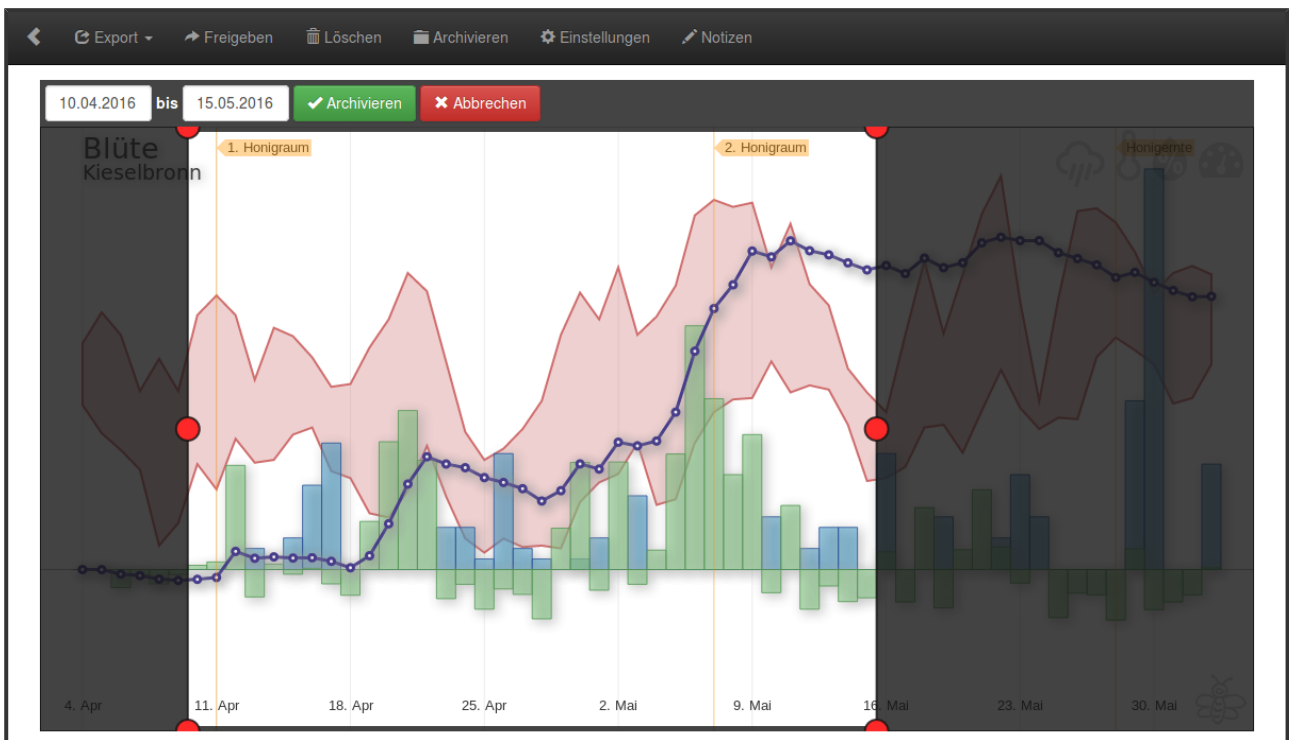 Export Freigeben Löschen Archivieren Einstellungen Notizen
10.04.2016 bis 15.05.2016 Archivieren Abbrechen
Blüte
Kieselbronn
1. Honigraum 2. Honigraum Honigernte
%
4. Apr 11. Apr 18. Apr 25. Apr 2. Mai 9. Mai 16. Mai 23. Mai 30. Mai